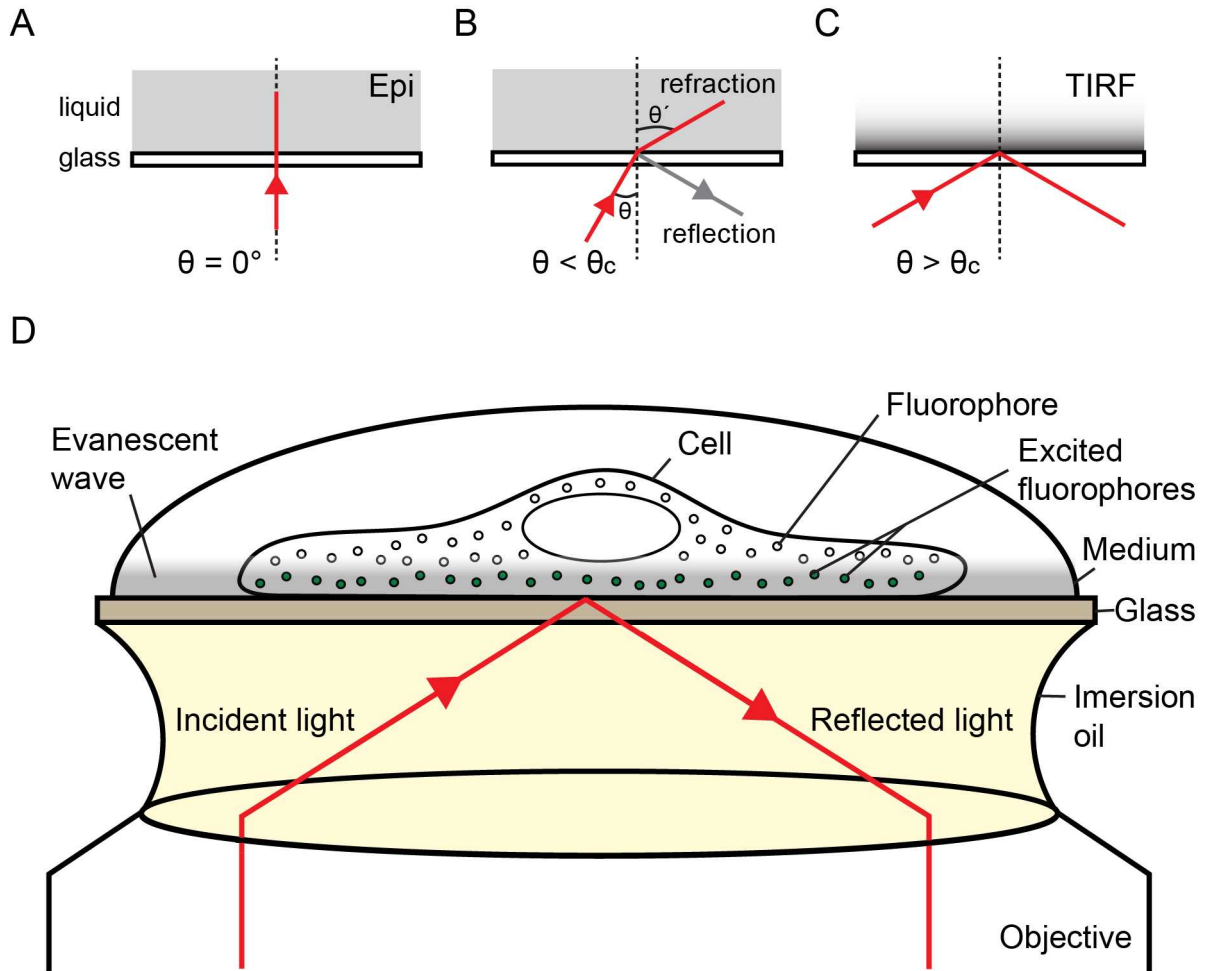 A
B
C
Epi
liquid
glass
θ = 0°
refraction
θ´
θ
reflection
θ < θc
TIRF
θ > θc
D
Evanescent
wave
Cell
Fluorophore
Excited
fluorophores
Medium
Glass
Incident light
Reflected light
Imersion
oil
Objective